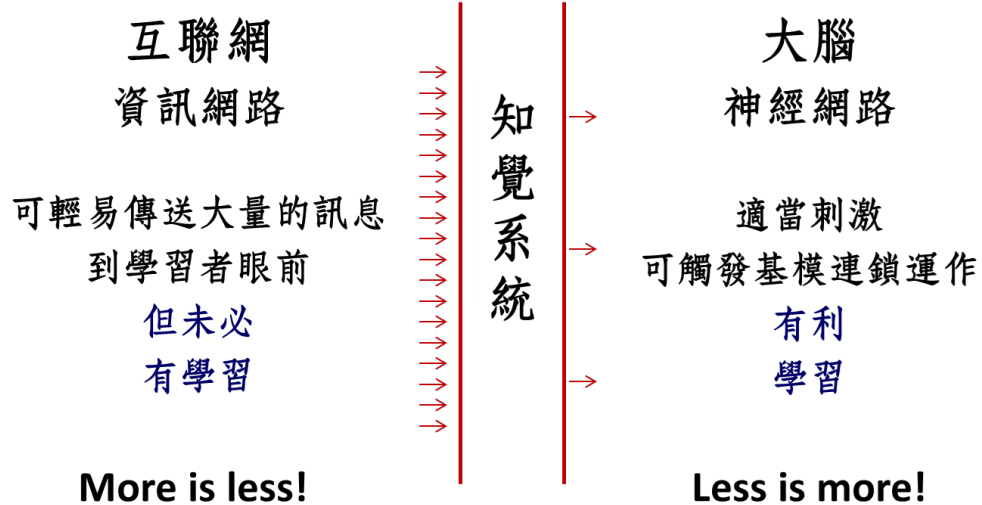 互聯網
資訊網路
可輕易傳送大量的訊息
到學習者眼前
但未必
有學習
More is less!
知覺系統
大腦
神經網路
適當刺激
可觸發基模連鎖運作
有利
學習
Less is more!